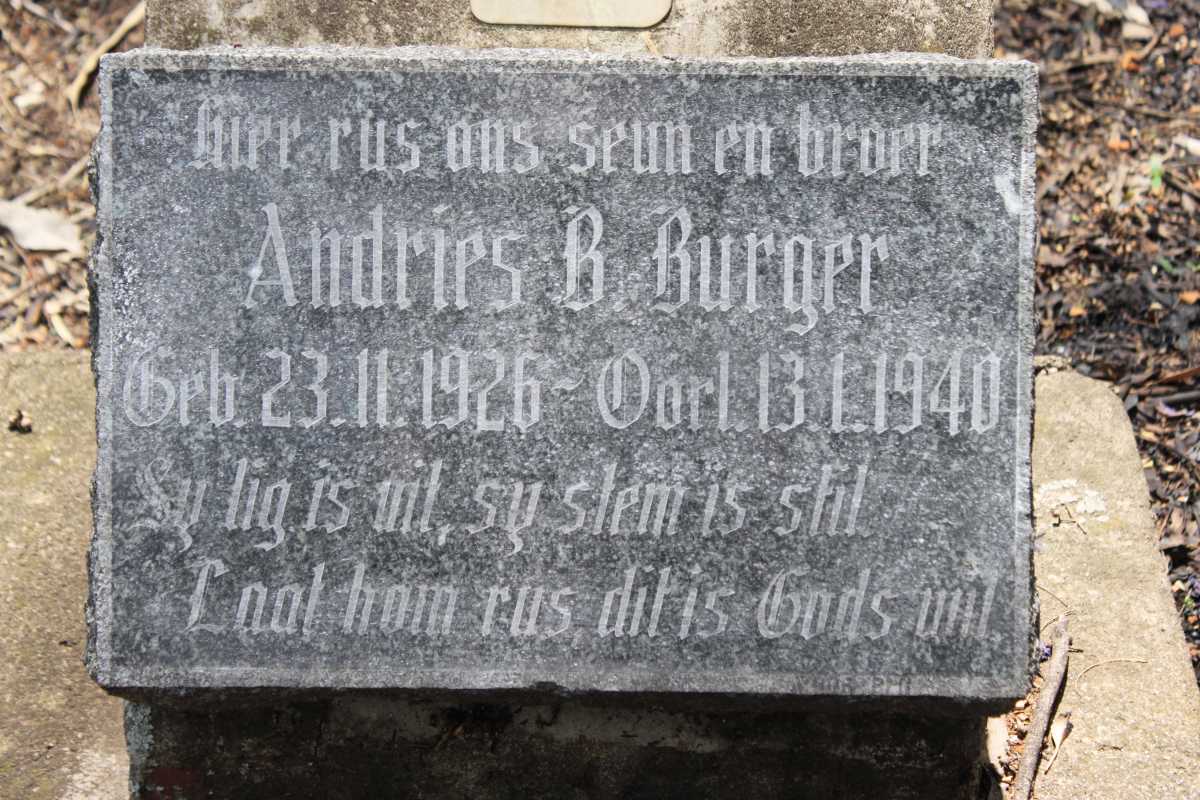 Hier rus ons seun en broer
Andries B. Burger
Geb. 23.11.1926 ~ Oorl. 13.1.1940
Sy lig is uit, sy stem is stil.
Laat hom rus dit is Gods wil